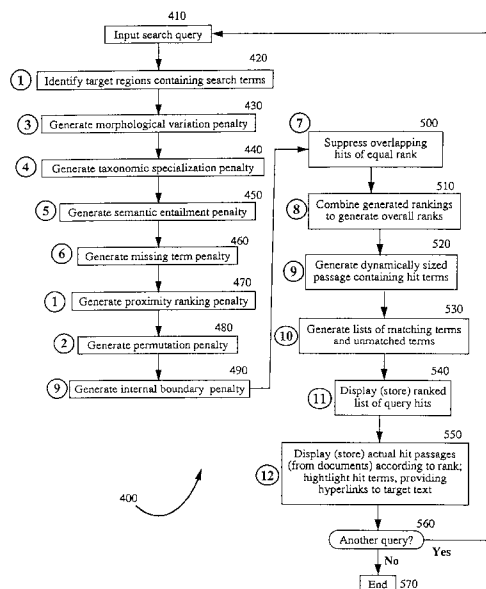 410
Input search query
420
1 Identify target regions containing search terms
430
3 Generate morphological variation penalty
440
4 Generate taxonomic specialization penalty
450
5 Generate semantic entailment penalty
460
6 Generate missing term penalty
470
1 Generate proximity ranking penalty
480
2 Generate permutation penalty
490
9 Generate internal boundary penalty
400
7
500
Suppress overlapping
hits of equal rank
510
8 Combine generated rankings
to generate overall ranks
520
9 Generate dynamically sized
passage containing hit terms
530
10 Generate lists of matching terms
and unmatched terms
540
11 Display (store) ranked
list of query hits
550
12 Display (store) actual hit passages
(from documents) according to rank;
hightlight hit terms, providing
hyperlinks to target text
560
Another query?
Yes
No
End 570